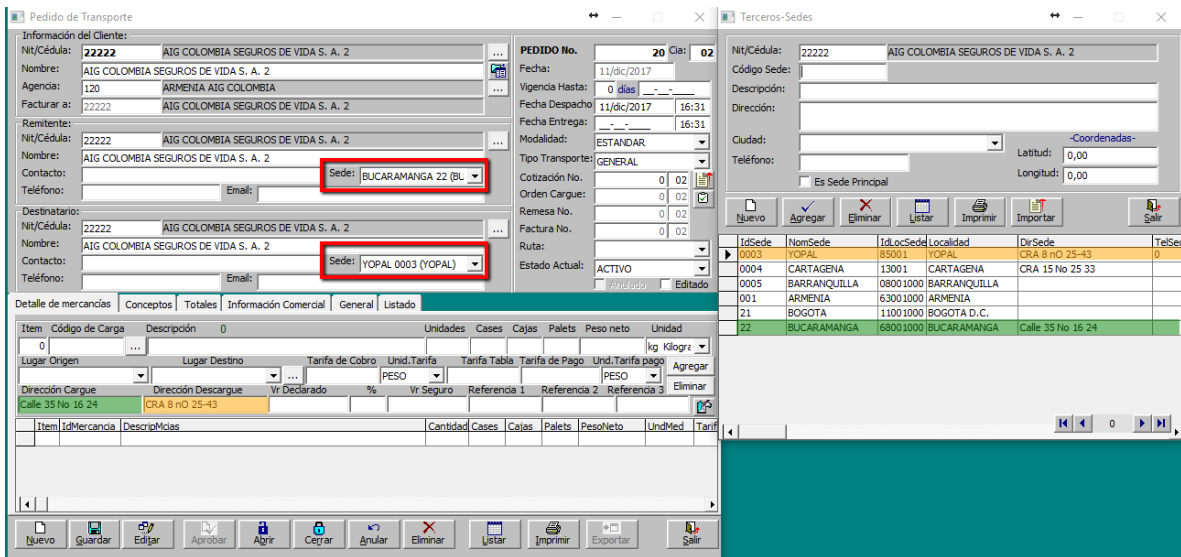 Pedido de Transporte
Información del Cliente:
Nit/Cédula: 22222 AIG COLOMBIA SEGUROS DE VIDA S. A. 2 ...
Nombre: AIG COLOMBIA SEGUROS DE VIDA S. A. 2
Agencia: 120 ARMENIA AIG COLOMBIA ...
Facturar a: 22222 AIG COLOMBIA SEGUROS DE VIDA S. A. 2
Remitente:
Nit/Cédula: 22222 AIG COLOMBIA SEGUROS DE VIDA S. A. 2 ...
Nombre: AIG COLOMBIA SEGUROS DE VIDA S. A. 2
Contacto: Sede: BUCARAMANGA 22 (BU
Teléfono: Email:
Destinatario:
Nit/Cédula: 22222 AIG COLOMBIA SEGUROS DE VIDA S. A. 2 ...
Nombre: AIG COLOMBIA SEGUROS DE VIDA S. A. 2
Contacto: Sede: YOPAL 0003 (YOPAL)
Teléfono: Email:
PEDIDO No. 20 Cia: 02
Fecha: 11/dic/2017
Vigencia Hasta: 0 días __-__-____
Fecha Despacho 11/dic/2017 16:31
Fecha Entrega: __-__-____ 16:31
Modalidad: ESTANDAR
Tipo Transporte: GENERAL
Cotización No. 0 02
Orden Cargue: 0 02
Remesa No. 0 02
Factura No. 0 02
Ruta:
Estado Actual: ACTIVO
Anulado Editado
Detalle de mercancías Conceptos Totales Información Comercial General Listado
Item Código de Carga Descripción 0 Unidades Cases Cajas Palets Peso neto Unidad
0 ... kg Kilogra
Lugar Origen Lugar Destino Tarifa de Cobro Unid.Tarifa Tarifa Tabla Tarifa de Pago Und.Tarifa pago Agregar
... PESO PESO
Dirección Cargue Dirección Descargue Vr Declarado % Vr Seguro Referencia 1 Referencia 2 Referencia 3 Eliminar
Calle 35 No 16 24 CRA 8 nO 25-43
Item IdMercancia DescripMcias Cantidad Cases Cajas Palets PesoNeto UndMed Tarif
Nuevo Guardar Editar Aprobar Abrir Cerrar Anular Eliminar Listar Imprimir Exportar Salir
Terceros-Sedes
Nit/Cédula: 22222 AIG COLOMBIA SEGUROS DE VIDA S. A. 2
Código Sede:
Descripción:
Dirección:
Ciudad: -Coordenadas-
Latitud: 0,00
Teléfono:
Longitud: 0,00
Es Sede Principal
Nuevo Agregar Eliminar Listar Imprimir Importar Salir
IdSede NomSede IdLocSede Localidad DirSede TelSed
0003 YOPAL 85001 YOPAL CRA 8 nO 25-43 0
0004 CARTAGENA 13001 CARTAGENA CRA 15 No 25 33
0005 BARRANQUILLA 08001000 BARRANQUILLA
001 ARMENIA 63001000 ARMENIA
21 BOGOTA 11001000 BOGOTA D.C.
22 BUCARAMANGA 68001000 BUCARAMANGA Calle 35 No 16 24
0